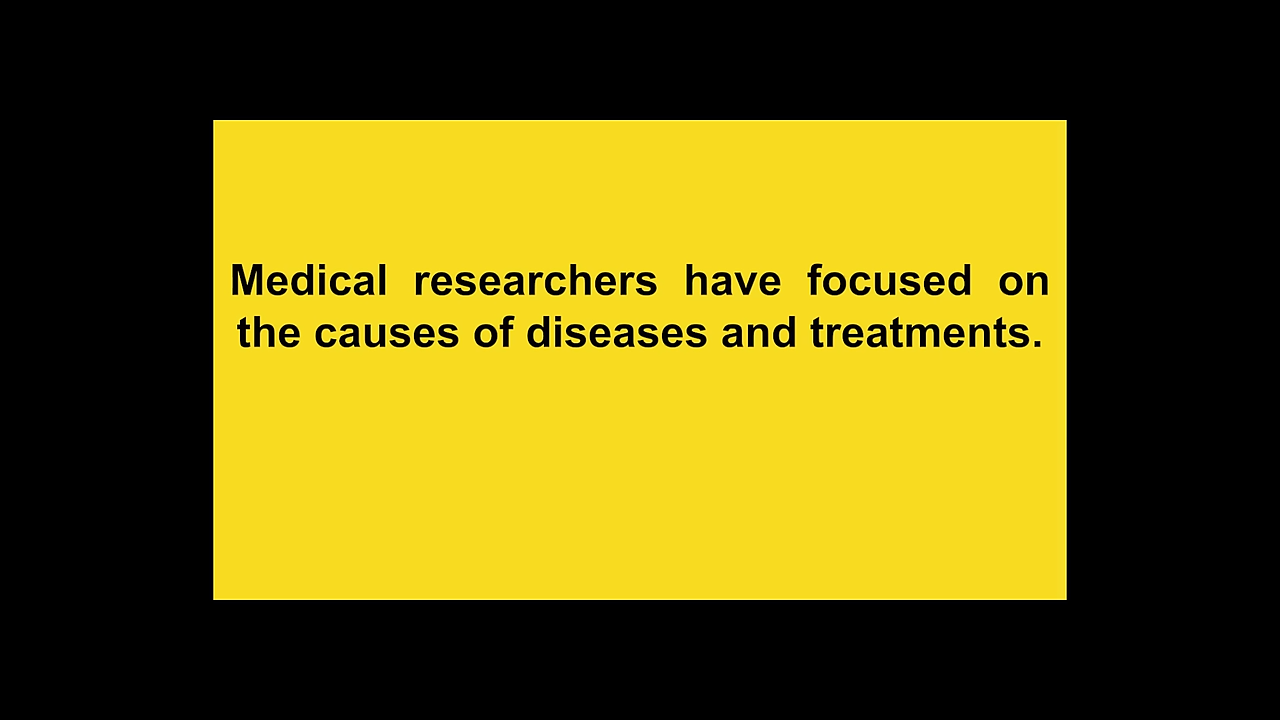 Medical researchers have focused on
the causes of diseases and treatments.